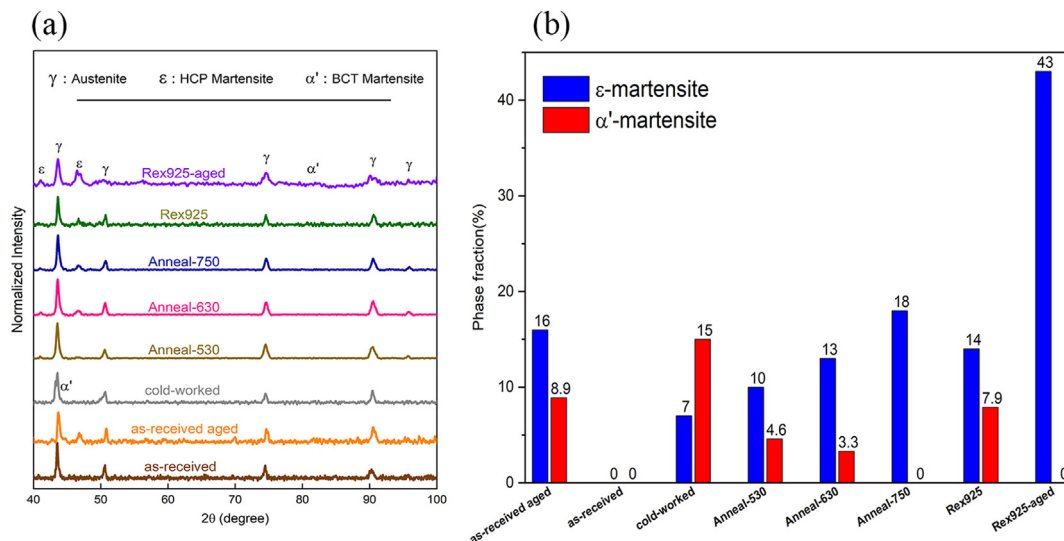 (a)
γ : Austenite ε : HCP Martensite α' : BCT Martensite
γ
ε ε γ γ α' γ γ
Rex925-aged
Rex925
Anneal-750
Anneal-630
Anneal-530
cold-worked
α'
as-received aged
as-received
Normalized Intensity
40 50 60 70 80 90 100
2θ (degree)
(b)
ε-martensite
α'-martensite
Phase fraction(%)
40
30
20
10
0
16 8.9
0 0
7 15
10 4.6
13 3.3
18 0
14 7.9
43 0
as-received aged
as-received
cold-worked
Anneal-530
Anneal-630
Anneal-750
Rex925
Rex925-aged